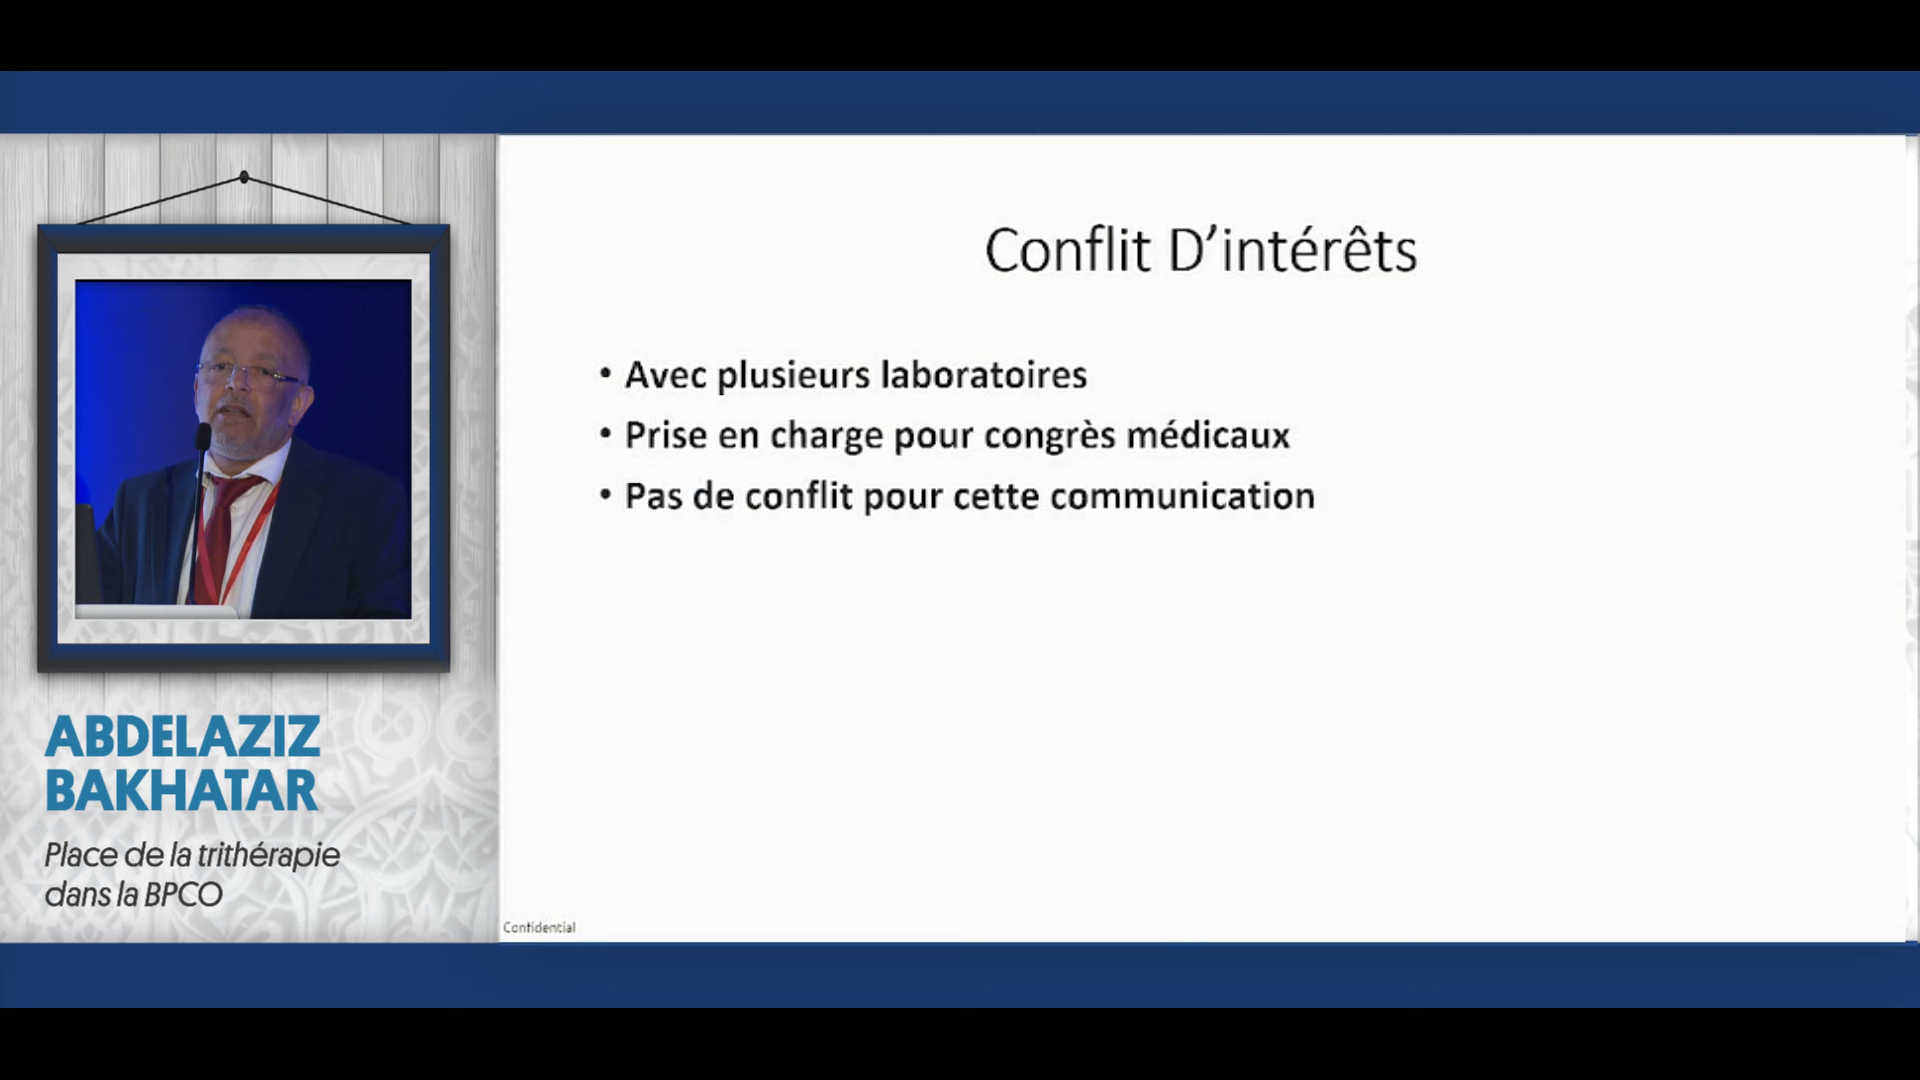 Conflit D’intérêts
• Avec plusieurs laboratoires
• Prise en charge pour congrès médicaux
• Pas de conflit pour cette communication
Confidential
ABDELAZIZ
BAKHATAR
Place de la trithérapie
dans la BPCO